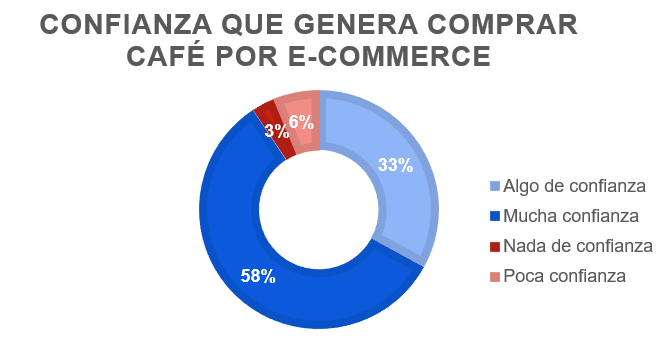 CONFIANZA QUE GENERA COMPRAR
CAFÉ POR E-COMMERCE
3%
6%
33%
58%
Algo de confianza
Mucha confianza
Nada de confianza
Poca confianza